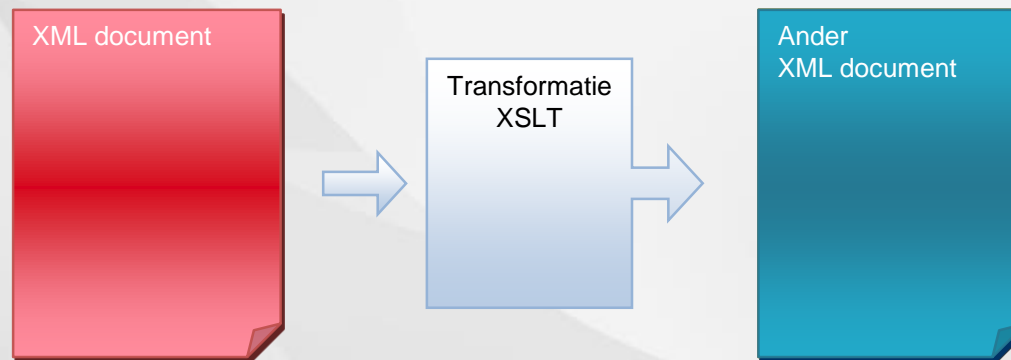 XML document
Transformatie
XSLT
Ander
XML document